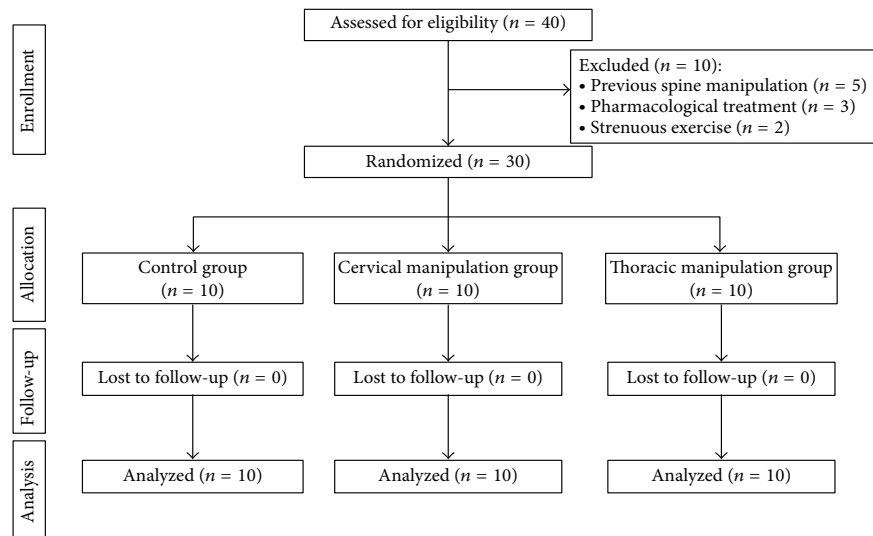 Enrollment
Assessed for eligibility (n = 40)
Excluded (n = 10):
• Previous spine manipulation (n = 5)
• Pharmacological treatment (n = 3)
• Strenuous exercise (n = 2)
Randomized (n = 30)
Allocation
Control group
(n = 10)
Cervical manipulation group
(n = 10)
Thoracic manipulation group
(n = 10)
Follow-up
Lost to follow-up (n = 0)
Lost to follow-up (n = 0)
Lost to follow-up (n = 0)
Analysis
Analyzed (n = 10)
Analyzed (n = 10)
Analyzed (n = 10)